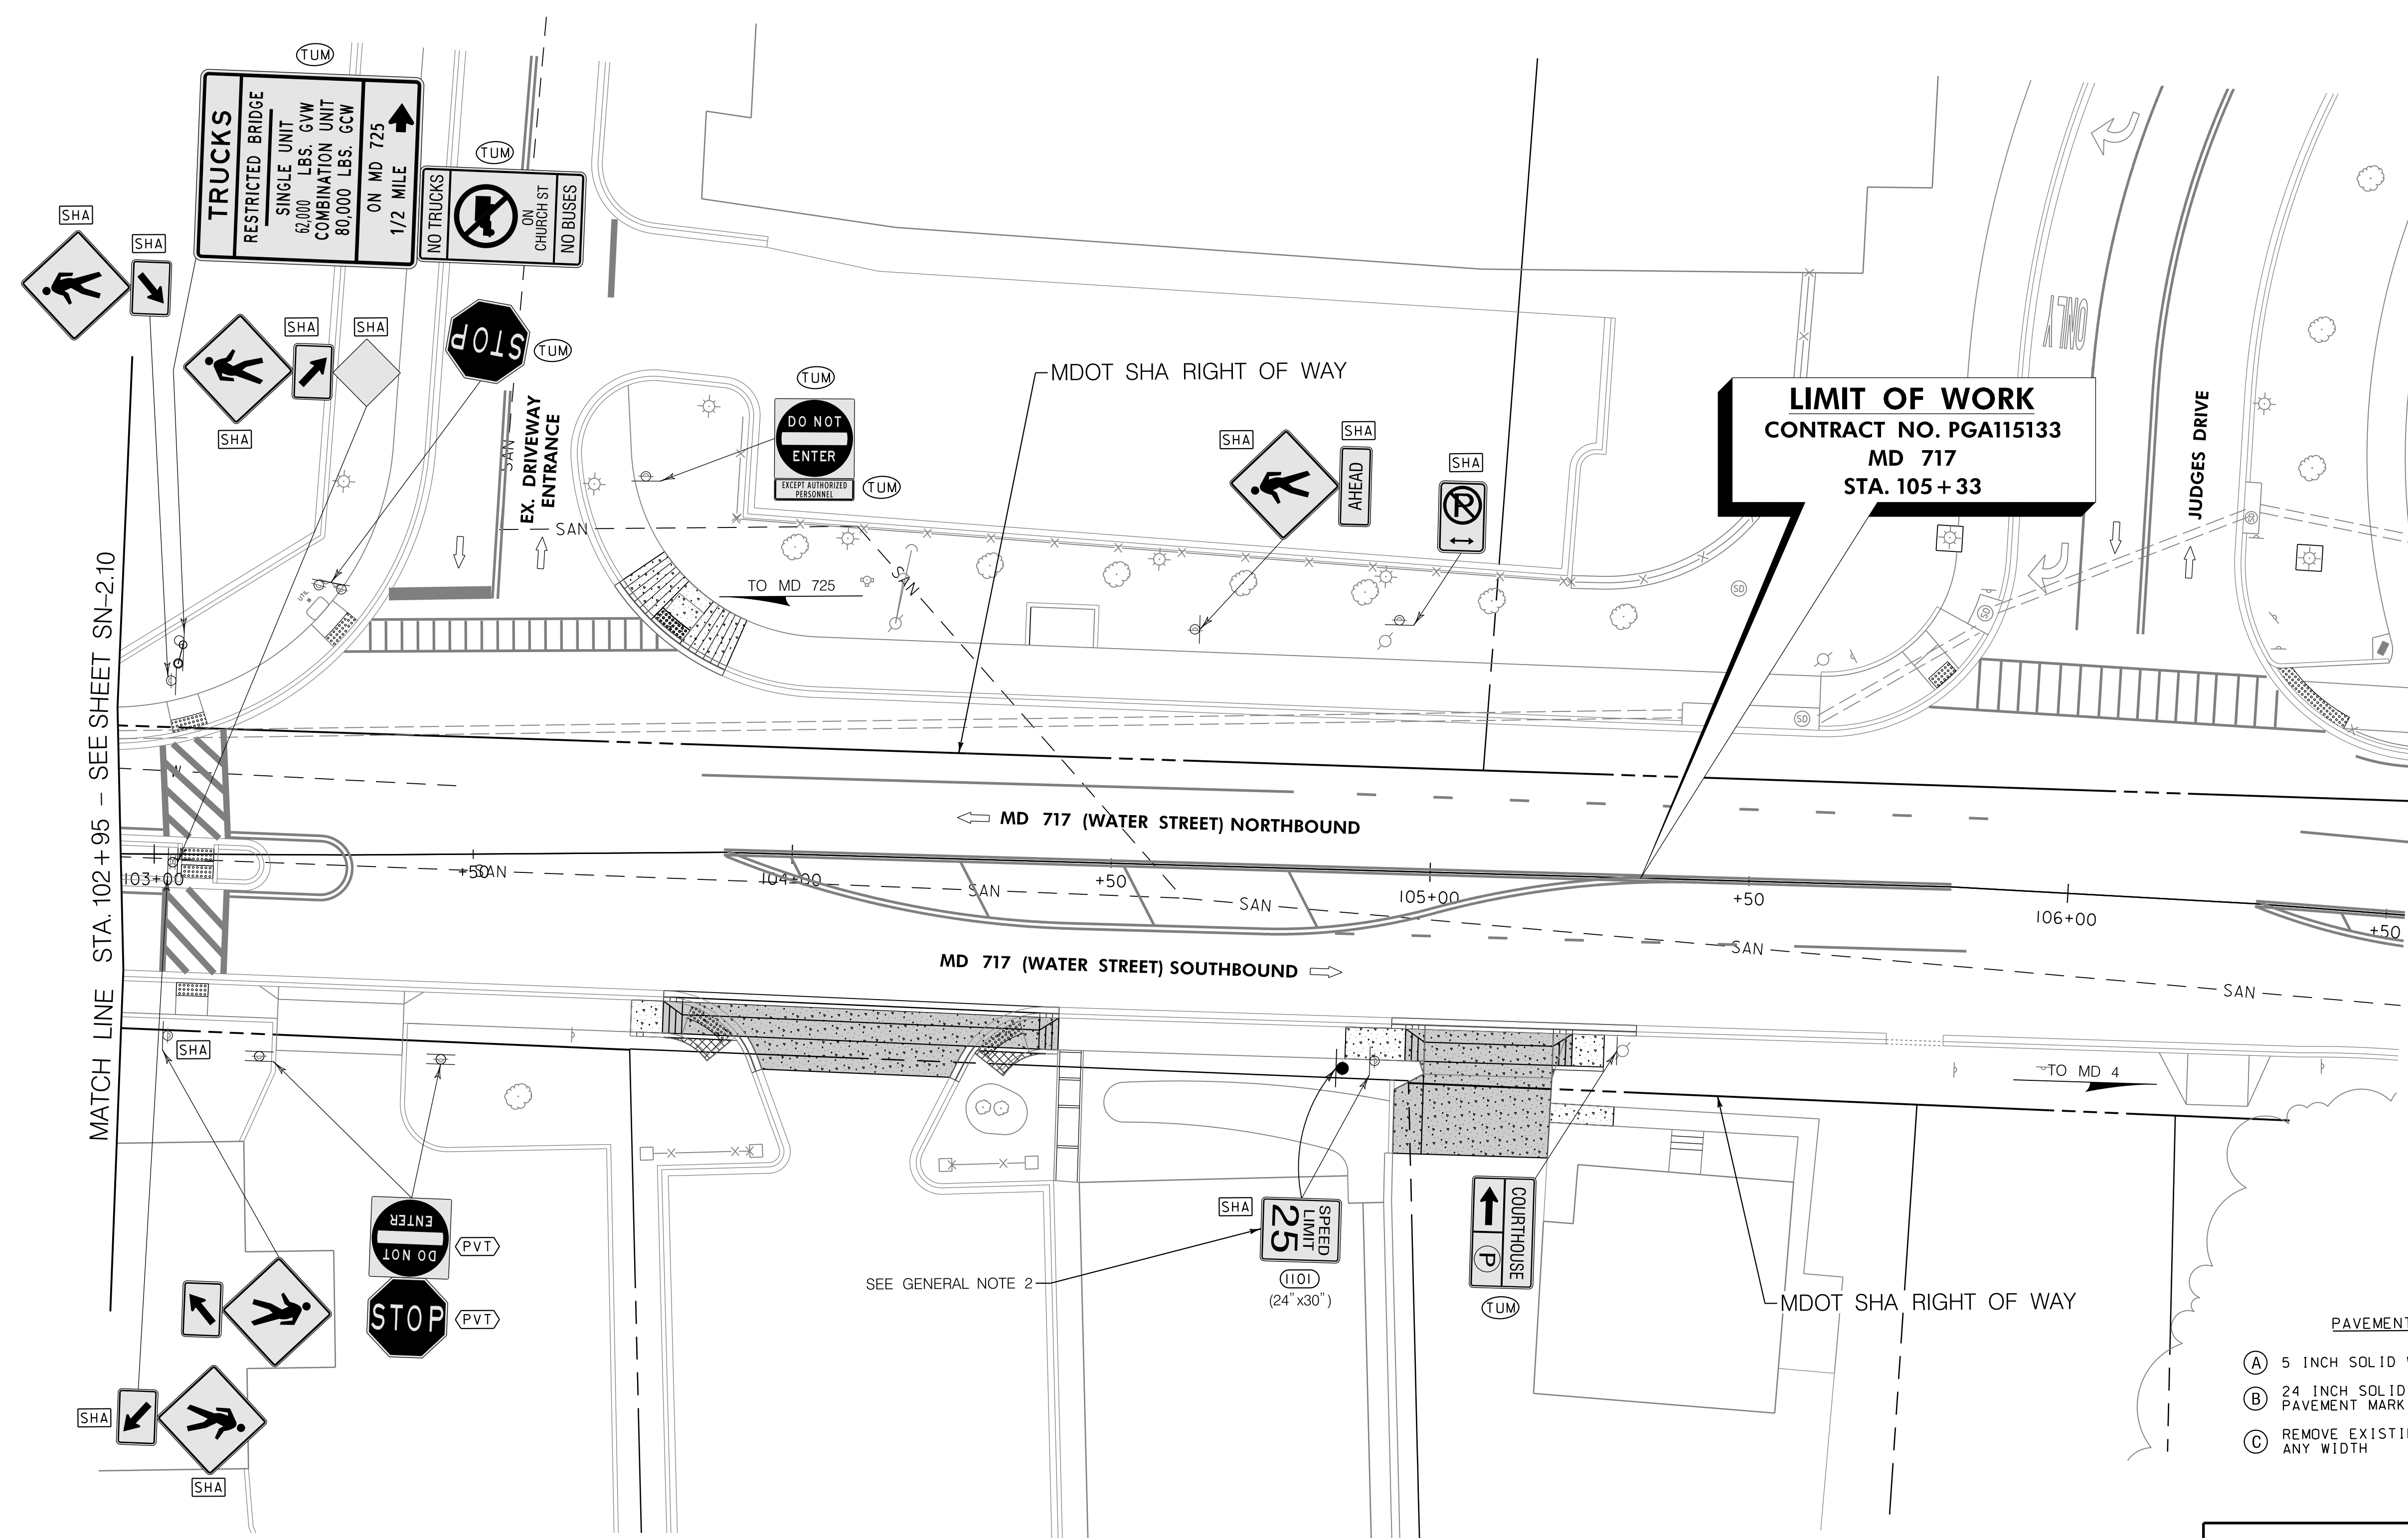 TUM
TRUCKS
RESTRICTED BRIDGE
SINGLE UNIT
62,000 LBS. GVW
COMBINATION UNIT
80,000 LBS. GCW
ON MD 725
1/2 MILE
TUM
NO TRUCKS
ON
CHURCH ST
NO BUSES
SHA
SHA
SHA
SHA
SHA
STOP
TUM
EX. DRIVEWAY
ENTRANCE
SAN
SAN
SAN
TUM
DO NOT
ENTER
EXCEPT AUTHORIZED
PERSONNEL
TUM
MDOT SHA RIGHT OF WAY
SHA
SHA
AHEAD
SHA
P
LIMIT OF WORK
CONTRACT NO. PGA115133
MD 717
STA. 105+33
ONLY
JUDGES DRIVE
SD
SD
SD
SD
UTIL
TO MD 725
MATCH LINE STA. 102+95 - SEE SHEET SN-2.10
W
MD 717 (WATER STREET) NORTHBOUND
103+00
+50
SAN
104+00
SAN
+50
SAN
105+00
SAN
+50
106+00
SAN
+50
MD 717 (WATER STREET) SOUTHBOUND
SHA
TO MD 4
DO NOT
ENTER
PVT
STOP
PVT
SHA
SHA
SHA
SPEED
LIMIT
25
1101
(24"x30")
SEE GENERAL NOTE 2
COURTHOUSE
P
TUM
MDOT SHA RIGHT OF WAY
A 5 INCH SOLID
B 24 INCH SOLID
PAVEMENT MARK
C REMOVE
ANY WIDTH